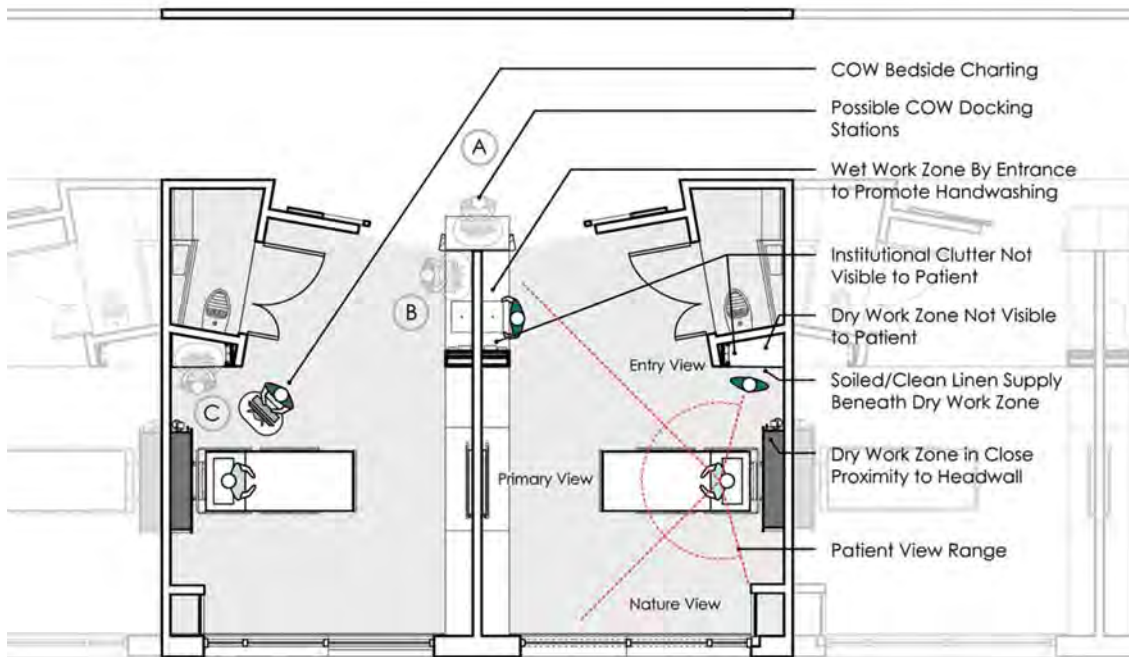 COW Bedside Charting
Possible COW Docking
Stations
A
Wet Work Zone By Entrance
to Promote Handwashing
Institutional Clutter Not
Visible to Patient
B
Dry Work Zone Not Visible
to Patient
Entry View
Soiled/Clean Linen Supply
Beneath Dry Work Zone
C
Dry Work Zone in Close
Proximity to Headwall
Primary View
Patient View Range
Nature View